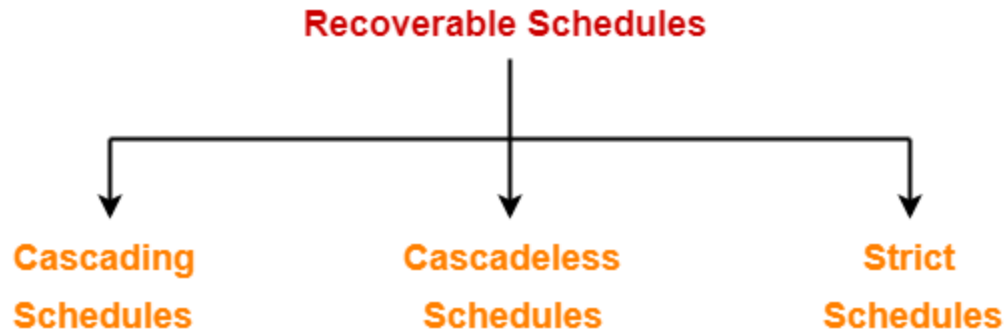 Recoverable Schedules
Cascading Schedules
Cascadeless Schedules
Strict Schedules